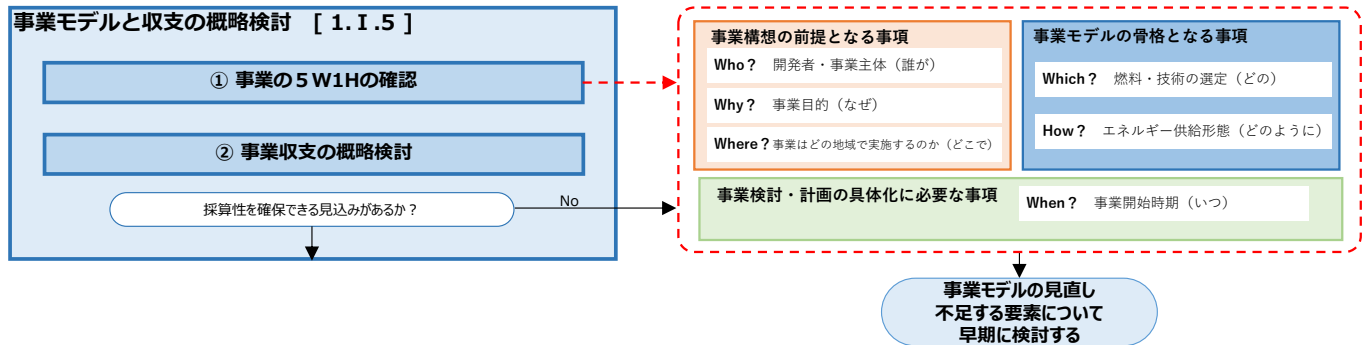 事業モデルと収支の概略検討 [ 1.Ⅰ.5 ]
① 事業の５W1Hの確認
② 事業収支の概略検討
採算性を確保できる見込みがあるか？
No
事業構想の前提となる事項
Who？ 開発者・事業主体（誰が）
Why？ 事業目的（なぜ）
Where？事業はどの地域で実施するのか（どこで）
事業モデルの骨格となる事項
Which？ 燃料・技術の選定（どの）
How？ エネルギー供給形態（どのように）
事業検討・計画の具体化に必要な事項
When？ 事業開始時期（いつ）
事業モデルの見直し
不足する要素について
早期に検討する